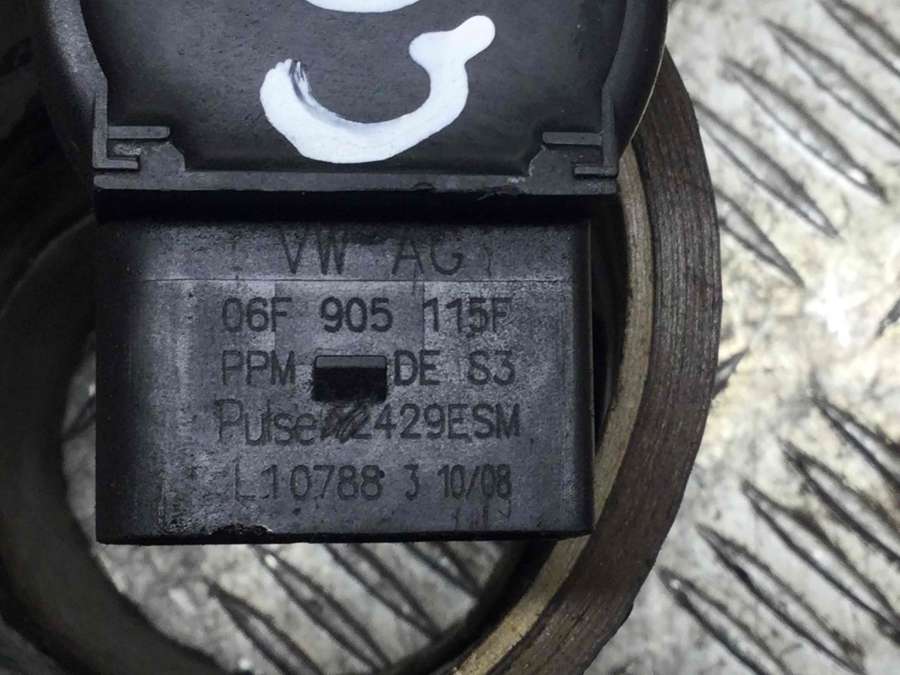 VW AG
06F 905 115F
PPM DE S3
Pulse 2429ESM
L10788 3 10/08